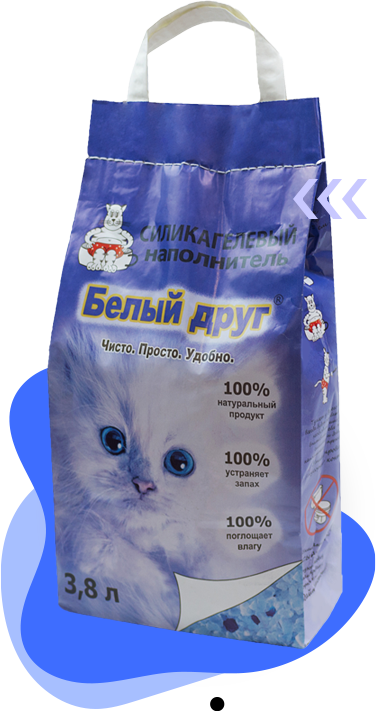 СИЛИКАГЕЛЕВЫЙ
наполнитель
Белый друг®
Чисто. Просто. Удобно.
100%
натуральный
продукт
100%
устраняет
запах
100%
поглощает
влагу
3,8 л